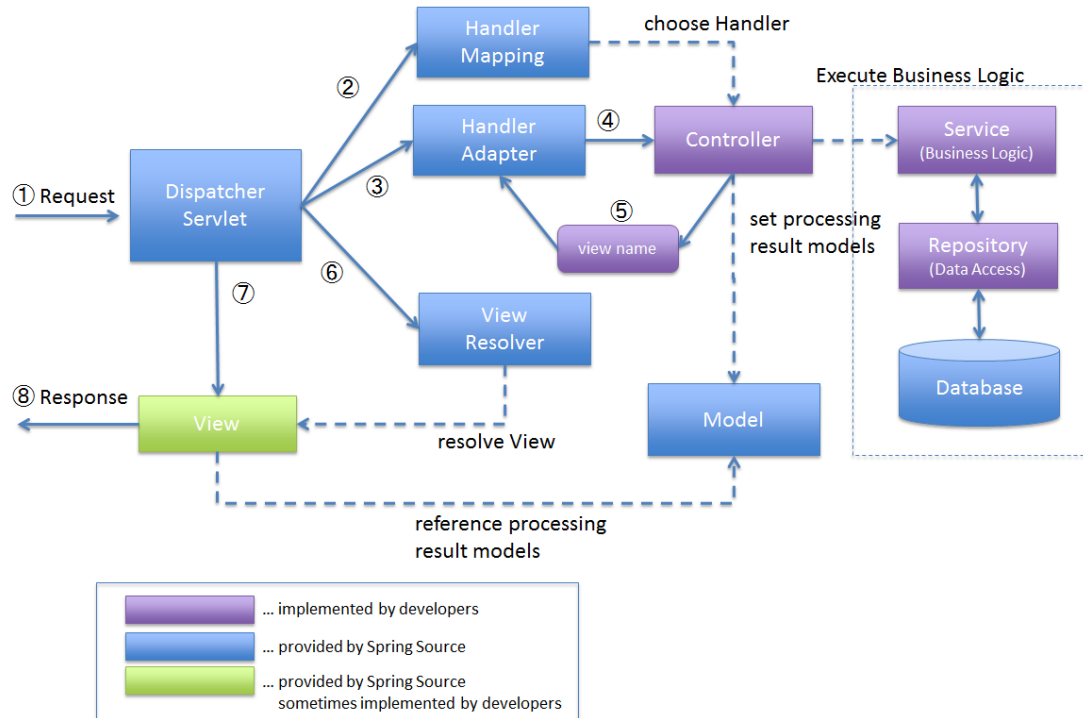 Handler
Mapping
choose Handler
Execute Business Logic
②
Handler
Adapter
④
Controller
Service
(Business Logic)
① Request
Dispatcher
Servlet
③
⑤
view name
set processing
result models
Repository
(Data Access)
⑥
⑦
View
Resolver
Database
⑧ Response
View
resolve View
Model
reference processing
result models
... implemented by developers
... provided by Spring Source
... provided by Spring Source
sometimes implemented by developers